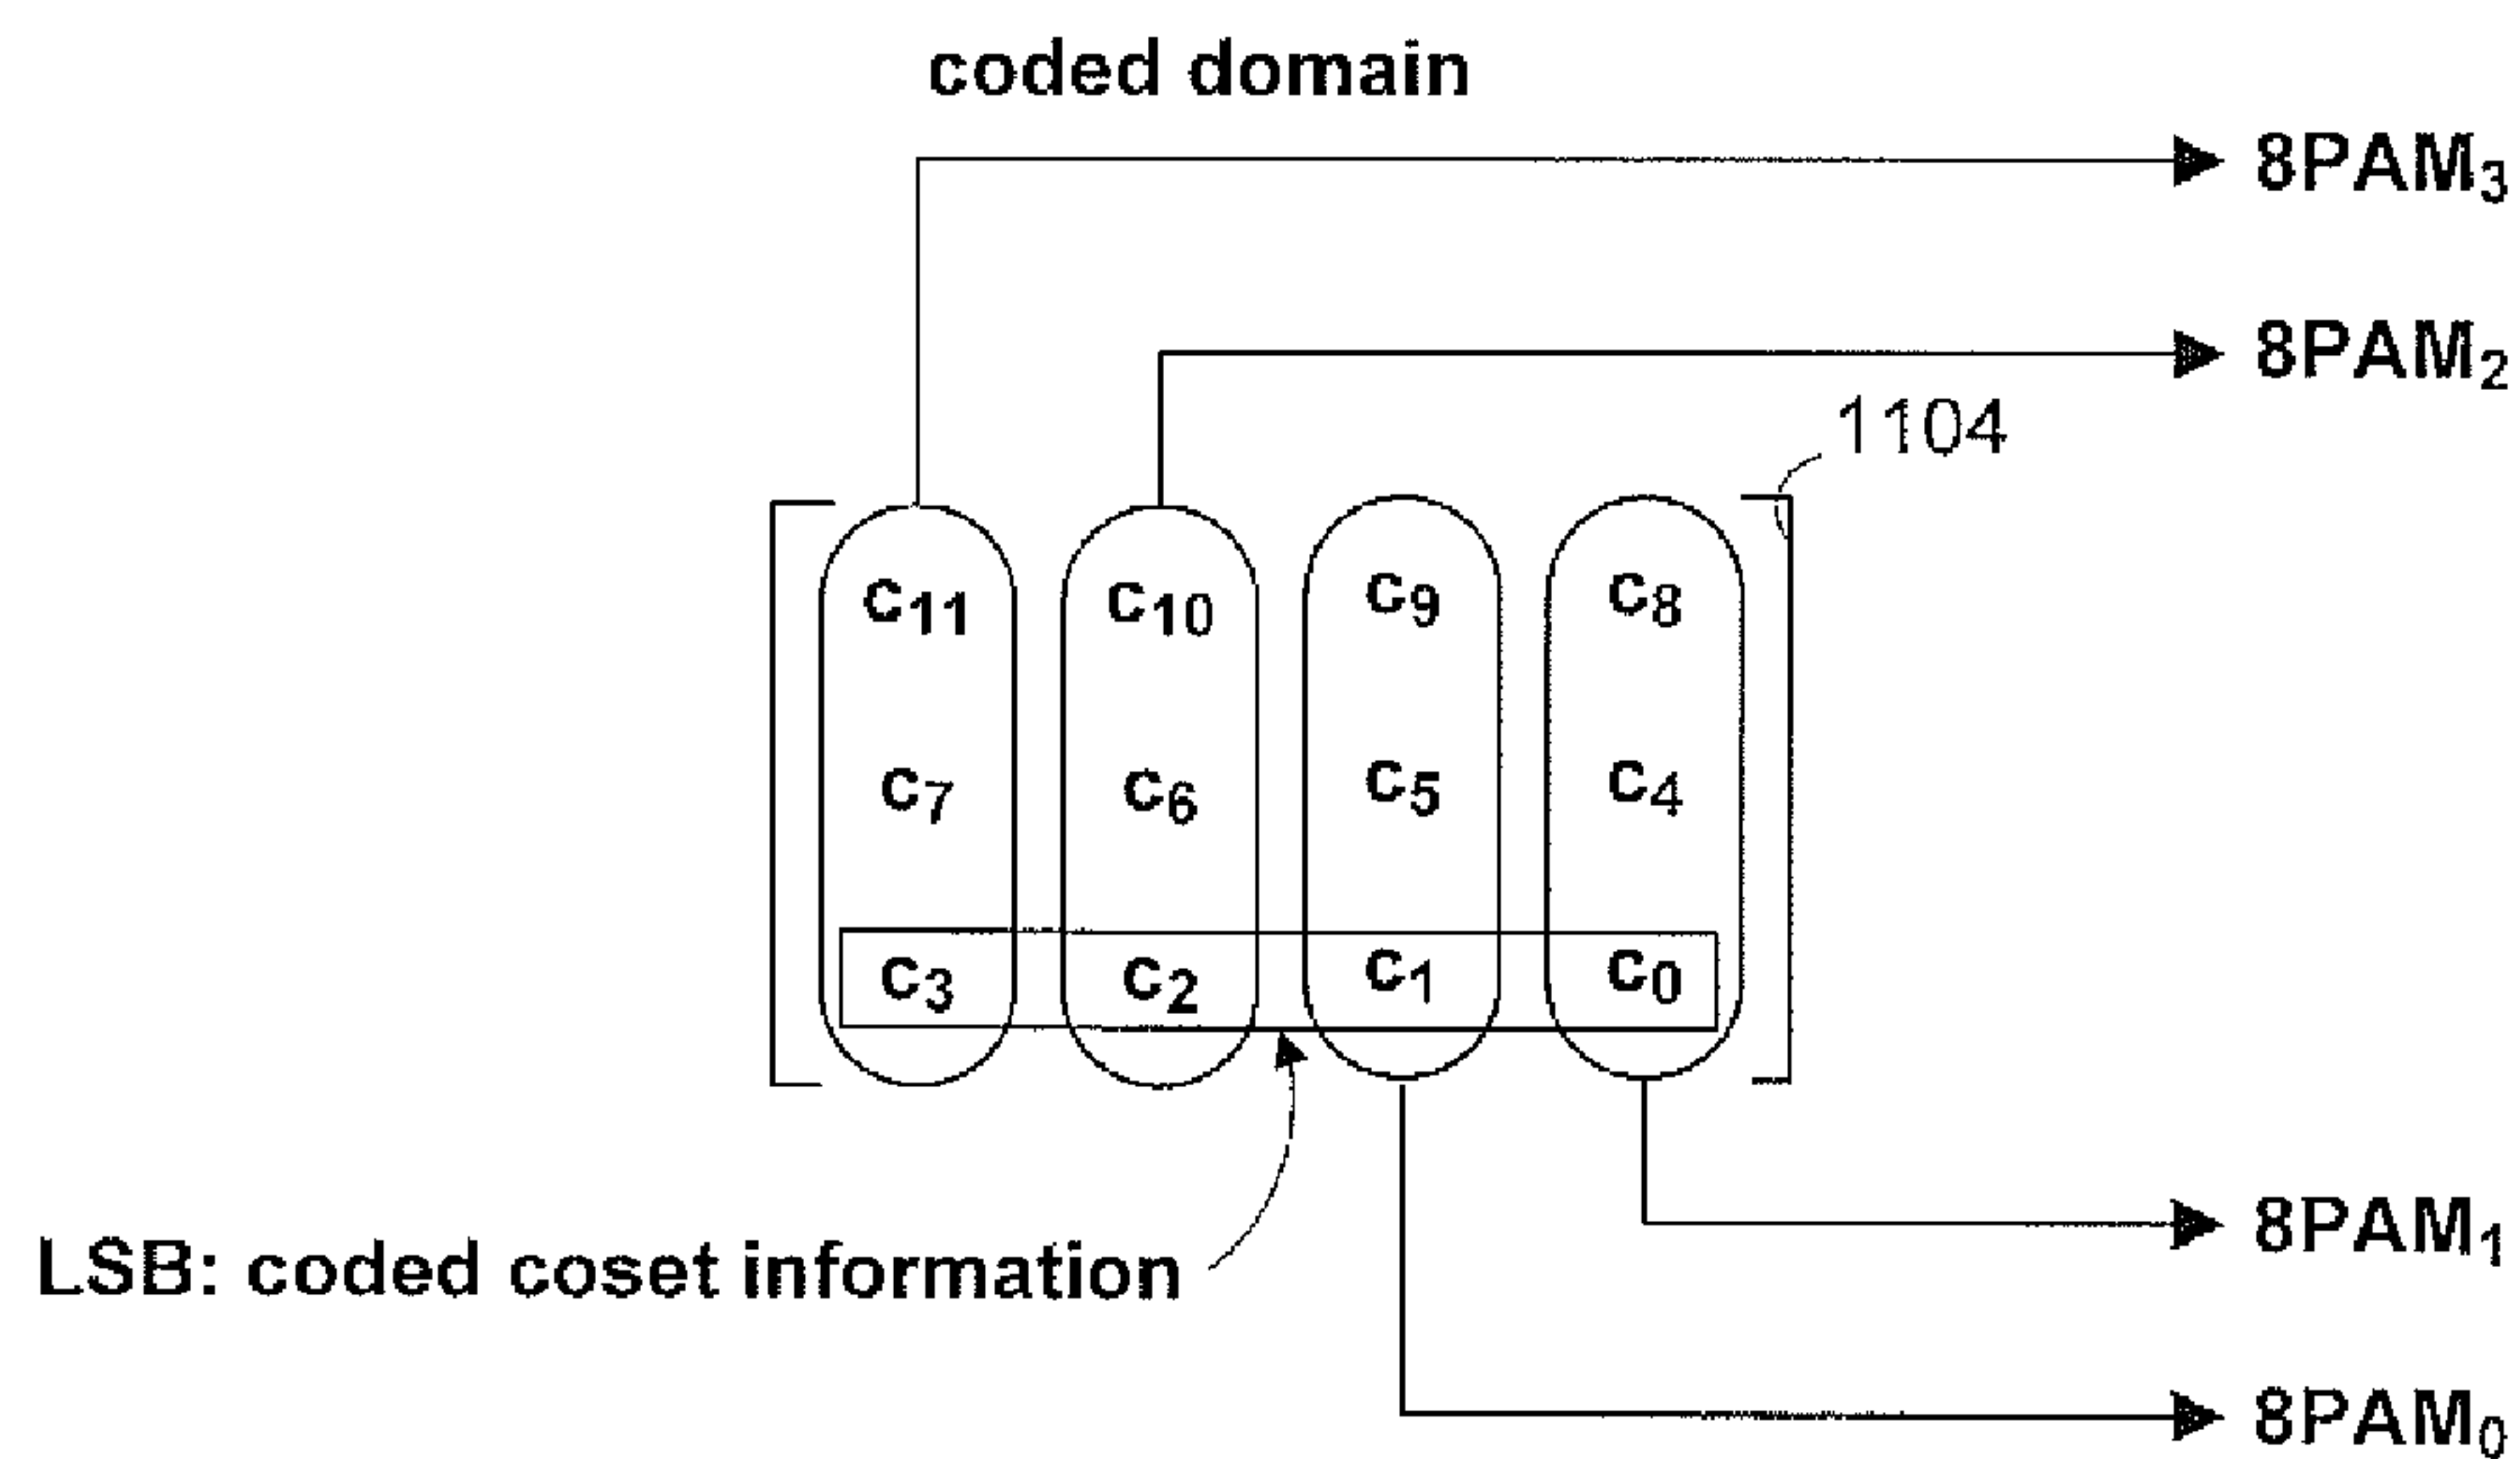 coded domain
8PAM₃
8PAM₂
1104
c₁₁ c₁₀ c₉ c₈
c₇ c₆ c₅ c₄
c₃ c₂ c₁ c₀
LSB: coded coset information
8PAM₁
8PAM₀